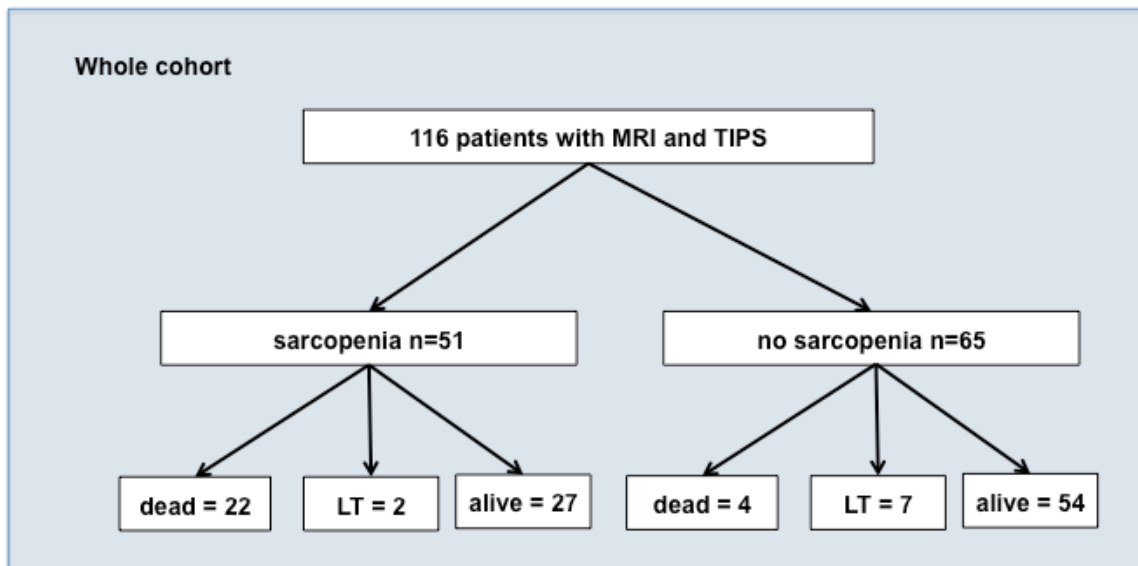 Whole cohort
116 patients with MRI and TIPS
sarcopenia n=51
no sarcopenia n=65
dead = 22
LT = 2
alive = 27
dead = 4
LT = 7
alive = 54